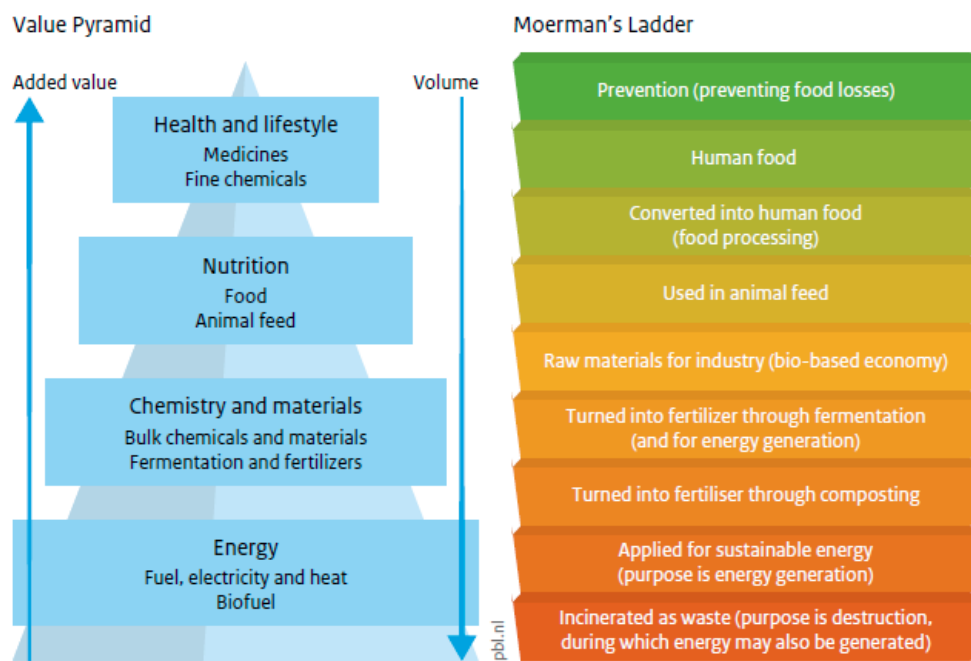 Value Pyramid
Added value
Volume
Health and lifestyle
Medicines
Fine chemicals
Nutrition
Food
Animal feed
Chemistry and materials
Bulk chemicals and materials
Fermentation and fertilizers
Energy
Fuel, electricity and heat
Biofuel
pbl.nl
Moerman's Ladder
Prevention (preventing food losses)
Human food
Converted into human food
(food processing)
Used in animal feed
Raw materials for industry (bio-based economy)
Turned into fertilizer through fermentation
(and for energy generation)
Turned into fertiliser through composting
Applied for sustainable energy
(purpose is energy generation)
Incinerated as waste (purpose is destruction,
during which energy may also be generated)